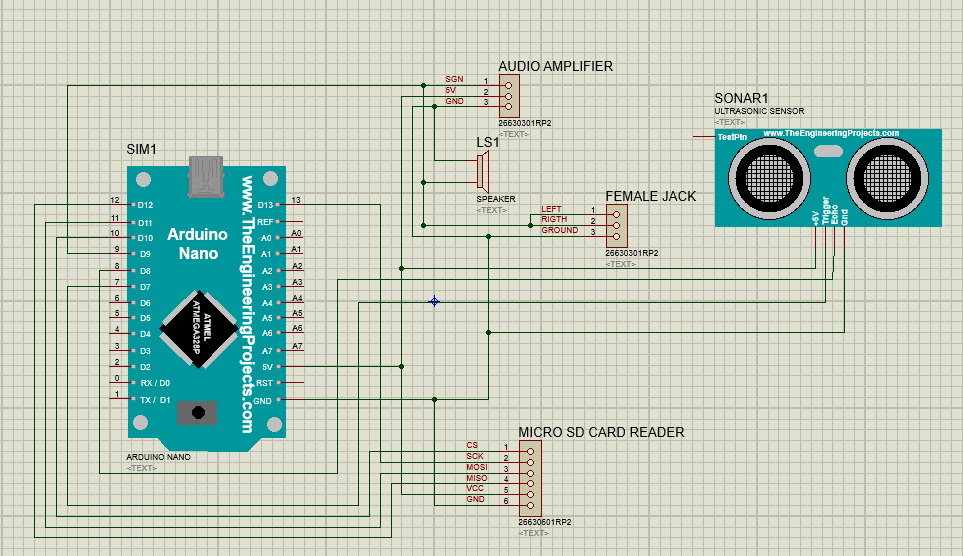 AUDIO AMPLIFIER
SGN 1
5V 2
GND 3
26630301RP2
<TEXT>
SONAR1
ULTRASONIC SENSOR
<TEXT>
TestPin
www.TheEngineeringProjects.com
+5V
Trigger
Echo
Gnd
LS1
SPEAKER
<TEXT>
FEMALE JACK
LEFT 1
RIGTH 2
GROUND 3
26630301RP2
<TEXT>
SIM1
12 D12
11 D11
10 D10
9 D9
8 D8
7 D7
6 D6
5 D5
4 D4
3 D3
2 D2
0 RX / D0
1 TX / D1
Arduino
Nano
ATMEL
ATMEGA328P
www.TheEngineeringProjects.com
D13 13
REF
A0 A0
A1 A1
A2 A2
A3 A3
A4 A4
A5 A5
A6 A6
A7 A7
5V
RST
GND
ARDUINO NANO
<TEXT>
MICRO SD CARD READER
CS 1
SCK 2
MOSI 3
MISO 4
VCC 5
GND 6
26630601RP2
<TEXT>